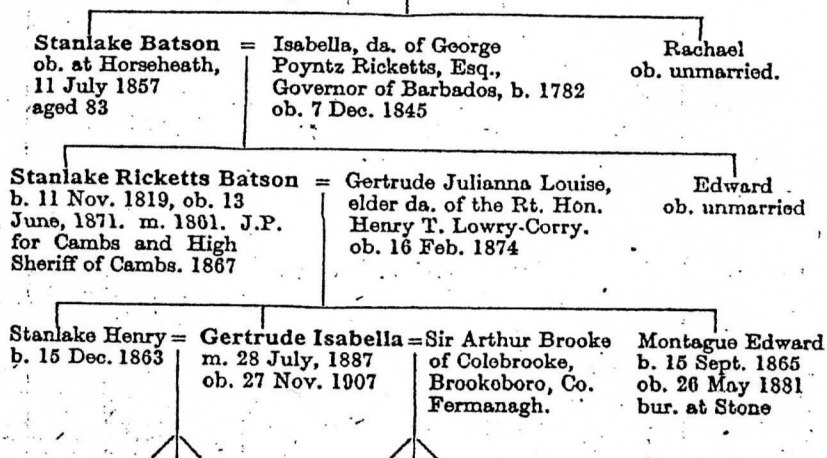 Stanlake Batson
ob. at Horseheath,
11 July 1857
aged 83
=
Isabella, da. of George
Poyntz Ricketts, Esq.,
Governor of Barbados, b. 1782
ob. 7 Dec. 1845
Rachael
ob. unmarried.
Stanlake Ricketts Batson
b. 11 Nov. 1819, ob. 13
June, 1871. m. 1861. J.P.
for Cambs and High
Sheriff of Cambs. 1867
=
Gertrude Julianna Louise,
elder da. of the Rt. Hon.
Henry T. Lowry-Corry.
ob. 16 Feb. 1874
Edward
ob. unmarried
Stanlake Henry =
b. 15 Dec. 1863
Gertrude Isabella =
m. 28 July, 1887
ob. 27 Nov. 1907
Sir Arthur Brooke
of Colebrooke,
Brookeboro, Co.
Fermanagh.
Montague Edward
b. 15 Sept. 1865
ob. 26 May 1881
bur. at Stone